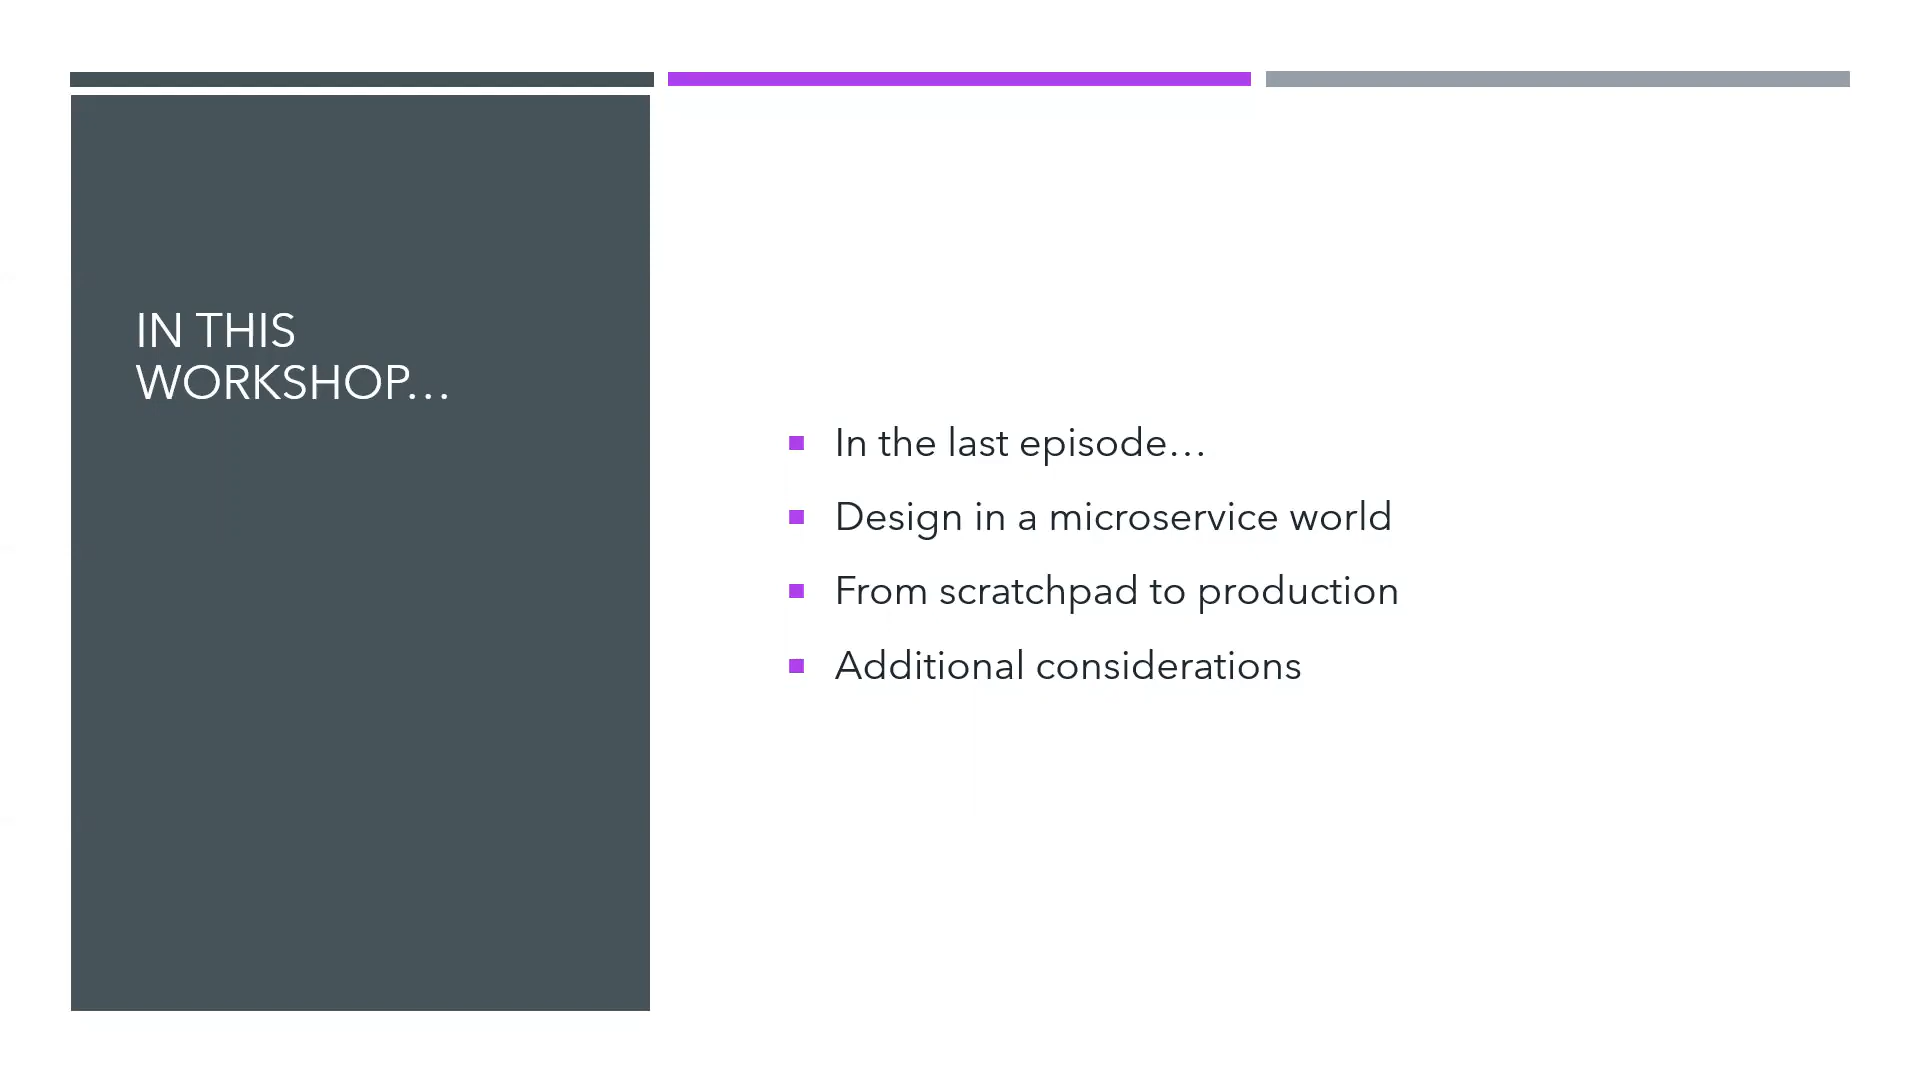 IN THIS
WORKSHOP…
In the last episode…
Design in a microservice world
From scratchpad to production
Additional considerations